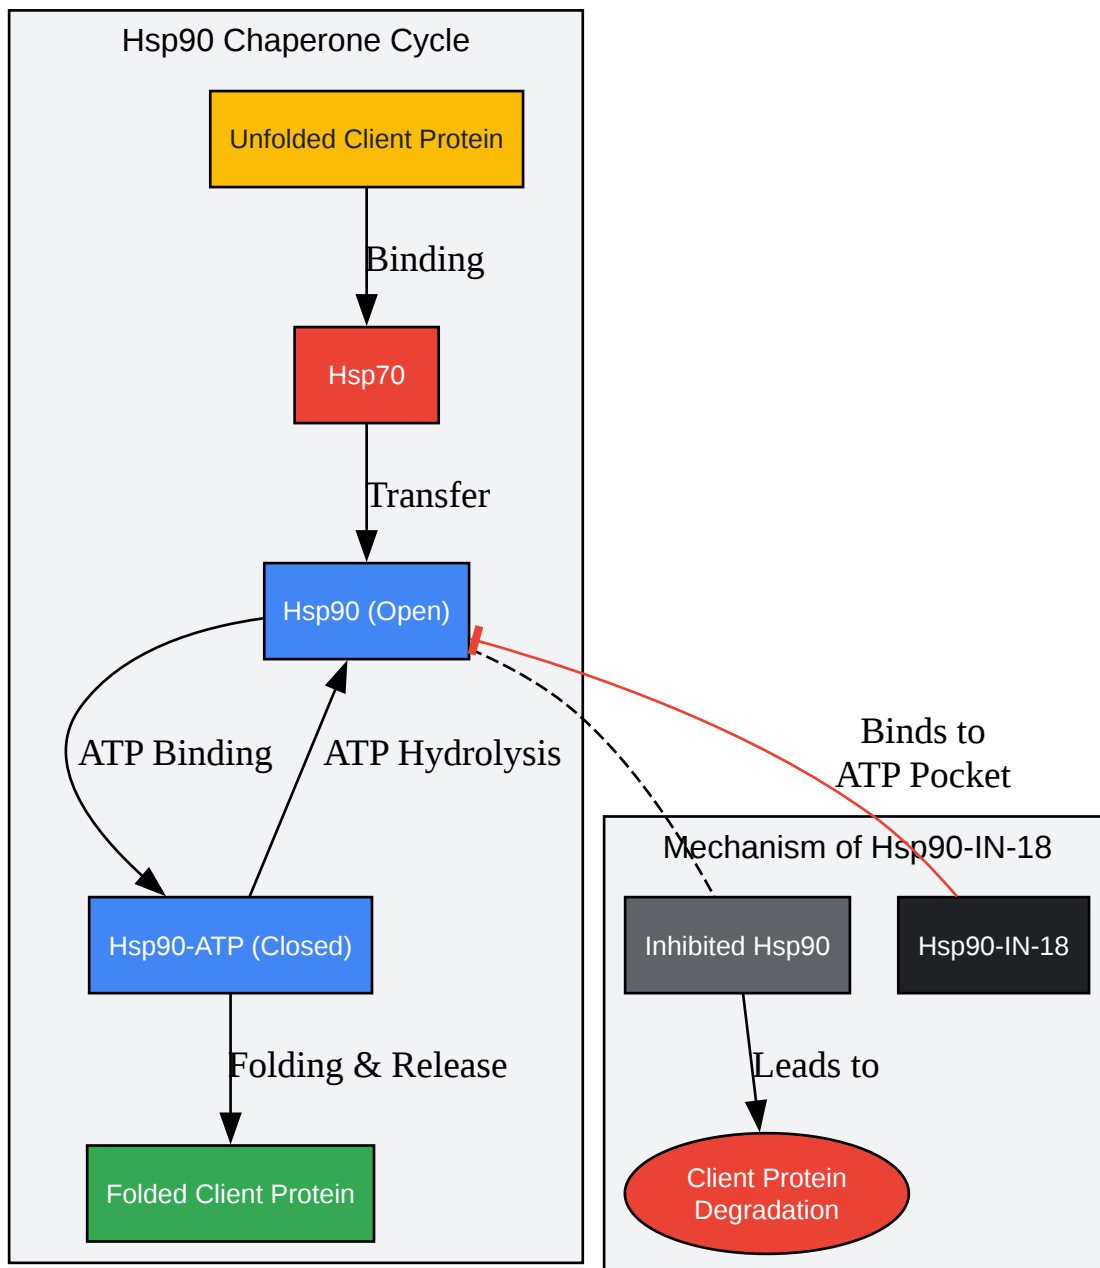 Hsp90 Chaperone Cycle
Unfolded Client Protein
Binding
Hsp70
Transfer
Hsp90 (Open)
ATP Binding
ATP Hydrolysis
Binds to
ATP Pocket
Mechanism of Hsp90-IN-18
Hsp90-ATP (Closed)
Inhibited Hsp90
Hsp90-IN-18
Folding & Release
Leads to
Folded Client Protein
Client Protein
Degradation